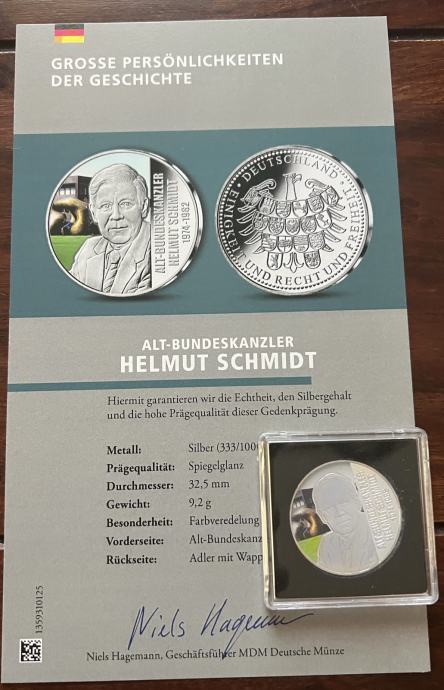 GROSSE PERSÖNLICHKEITEN
DER GESCHICHTE
ALT-BUNDESKANZLER
HELMUT SCHMIDT
1974-1982
· DEUTSCHLAND ·
EINIGKEIT UND RECHT UND FREIHEIT
ALT-BUNDESKANZLER
HELMUT SCHMIDT
Hiermit garantieren wir die Echtheit, den Silbergehalt
und die hohe Prägequalität dieser Gedenkprägung.
Metall: Silber (333/100
Prägequalität: Spiegelglanz
Durchmesser: 32,5 mm
Gewicht: 9,2 g
Besonderheit: Farbveredelung
Vorderseite: Alt-Bundeskanz
Rückseite: Adler mit Wapp
Niels Hagemann
Niels Hagemann, Geschäftsführer MDM Deutsche Münze
1359310125